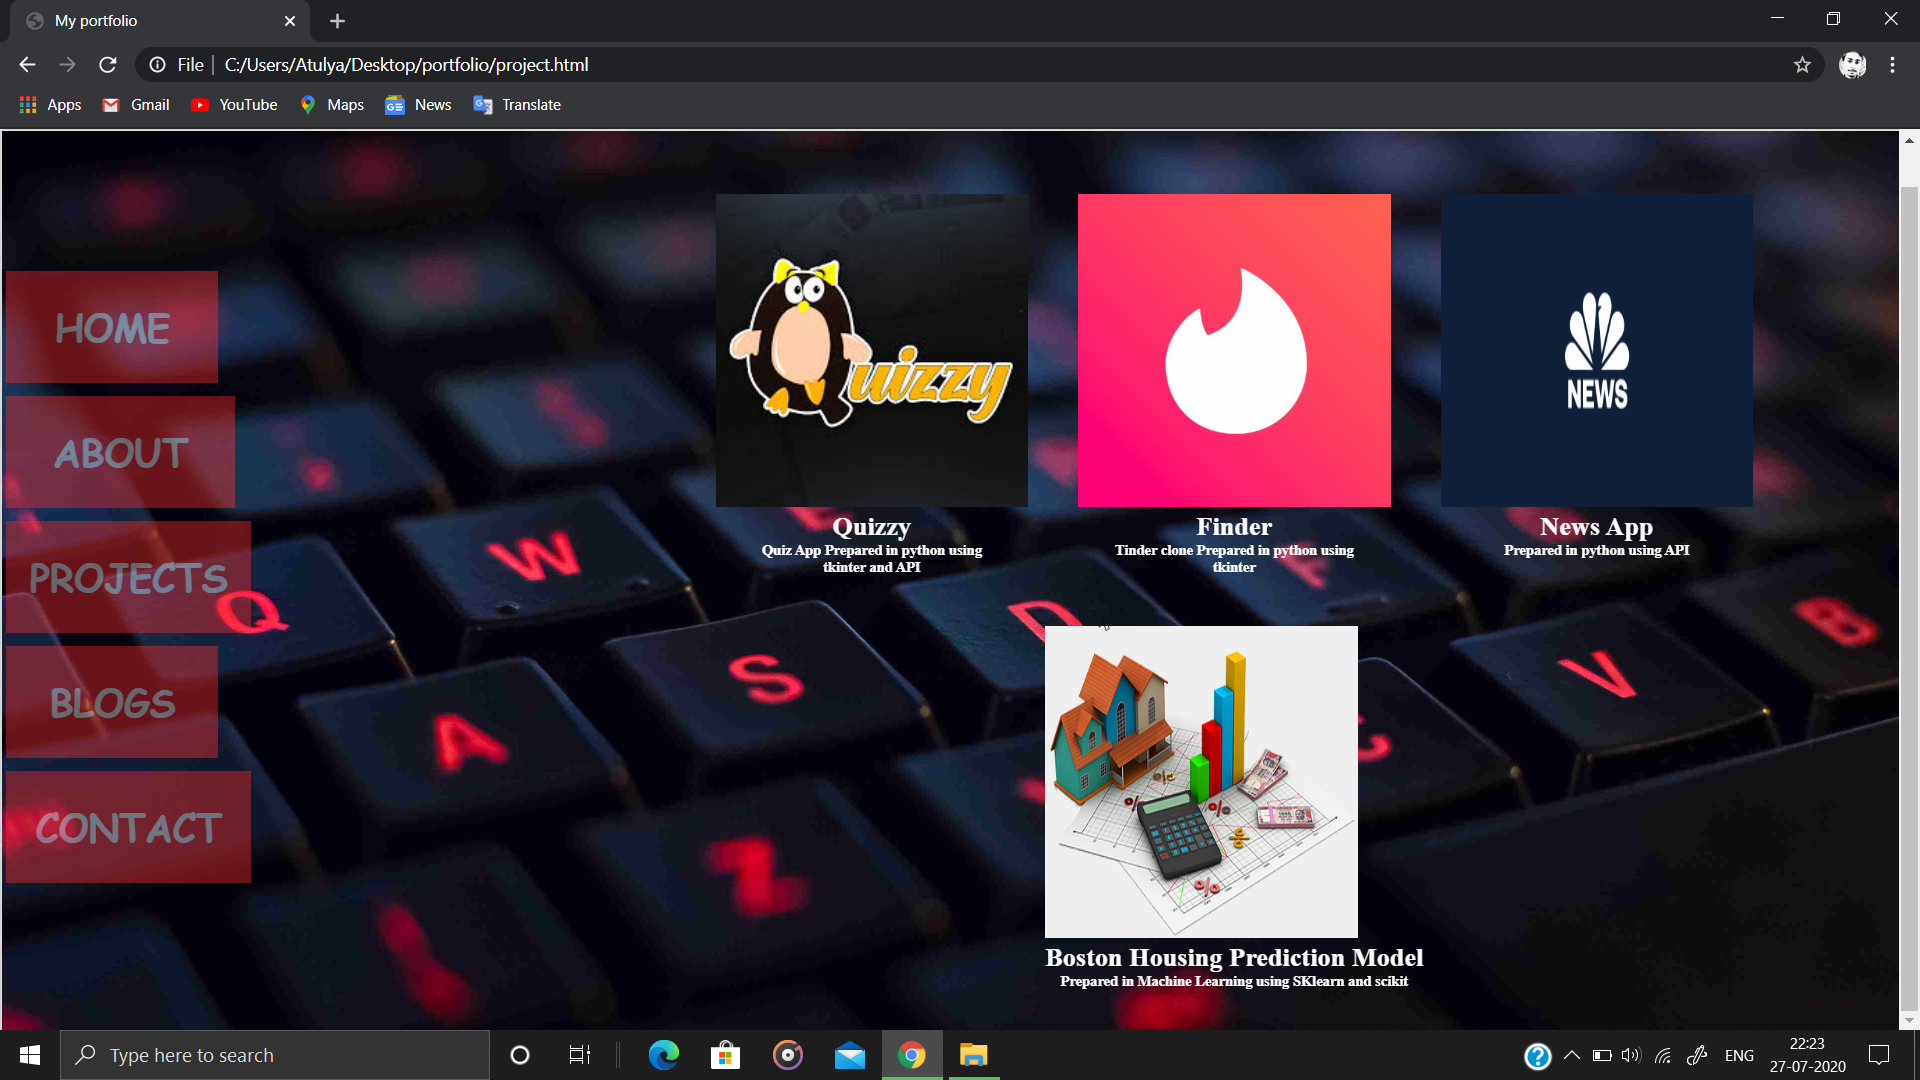 My portfolio
File
C:/Users/Atulya/Desktop/portfolio/project.html
Apps
Gmail
YouTube
Maps
News
Translate
HOME
ABOUT
PROJECTS
BLOGS
CONTACT
Quizzy
NEWS
Quizzy
Quiz App Prepared in python using
tkinter and API
Finder
Tinder clone Prepared in python using
tkinter
News App
Prepared in python using API
Q
W
A
S
D
Z
C
V
B
Boston Housing Prediction Model
Prepared in Machine Learning using SKlearn and scikit
Type here to search
ENG
22:23
27-07-2020